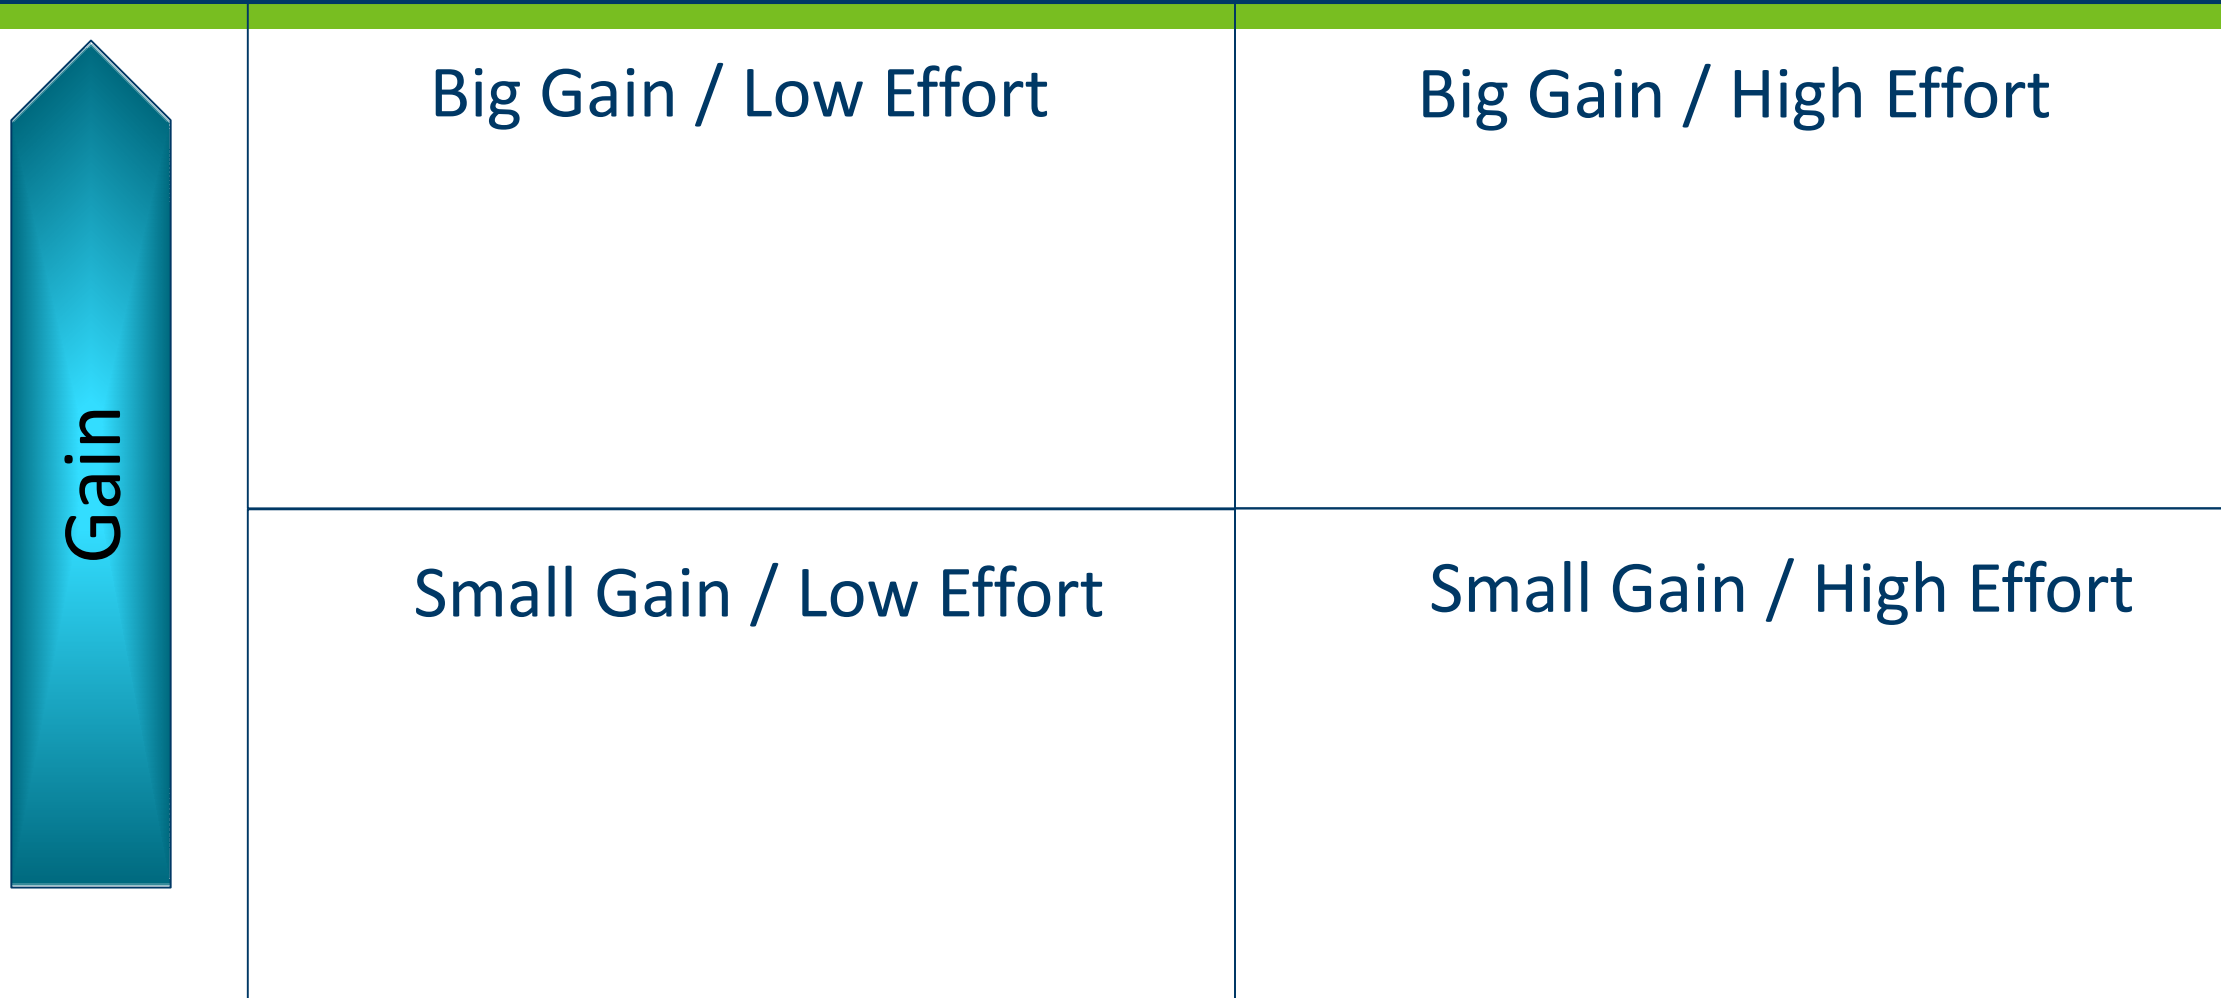 Big Gain / Low Effort
Big Gain / High Effort
Gain
Small Gain / Low Effort
Small Gain / High Effort